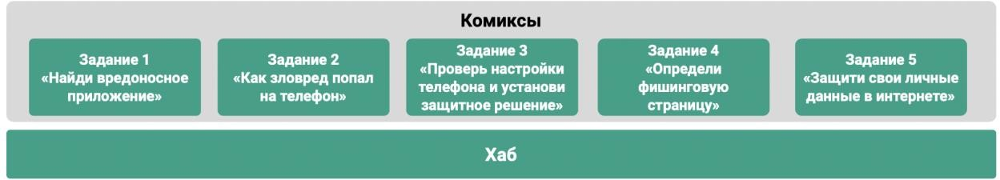 Комиксы
Задание 1
«Найди вредоносное
приложение»
Задание 2
«Как зловред попал
на телефон»
Задание 3
«Проверь настройки
телефона и установи
защитное решение»
Задание 4
«Определи
фишинговую
страницу»
Задание 5
«Защити свои личные
данные в интернете»
Хаб